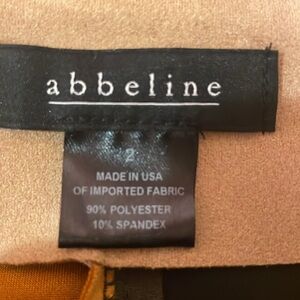 abbeline
2
MADE IN USA
OF IMPORTED FABRIC
90% POLYESTER
10% SPANDEX